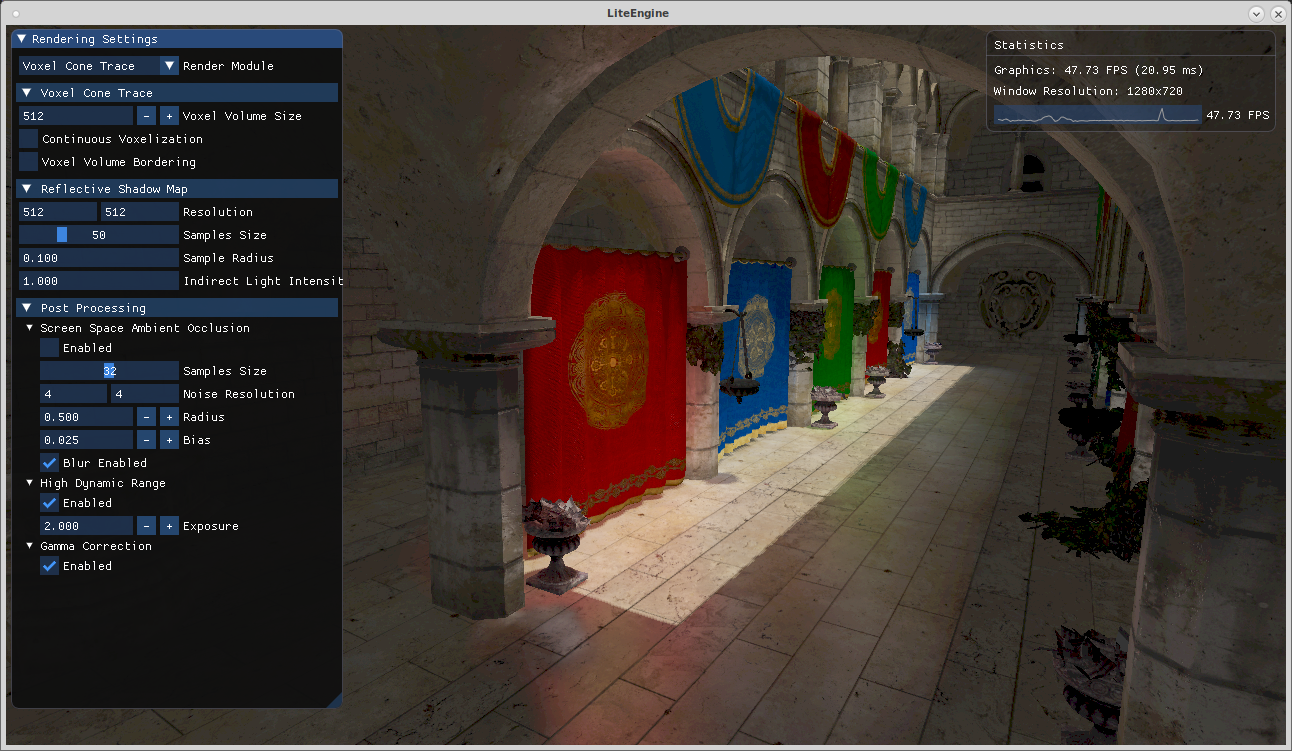 LiteEngine
Rendering Settings
Voxel Cone Trace Render Module
Voxel Cone Trace
512 - + Voxel Volume Size
Continuous Voxelization
Voxel Volume Bordering
Reflective Shadow Map
512 512 Resolution
50 Samples Size
0.100 Sample Radius
1.000 Indirect Light Intensit
Post Processing
Screen Space Ambient Occlusion
Enabled
32 Samples Size
4 4 Noise Resolution
0.500 - + Radius
0.025 - + Bias
Blur Enabled
High Dynamic Range
Enabled
2.000 - + Exposure
Gamma Correction
Enabled
Statistics
Graphics: 47.73 FPS (20.95 ms)
Window Resolution: 1280x720
47.73 FPS